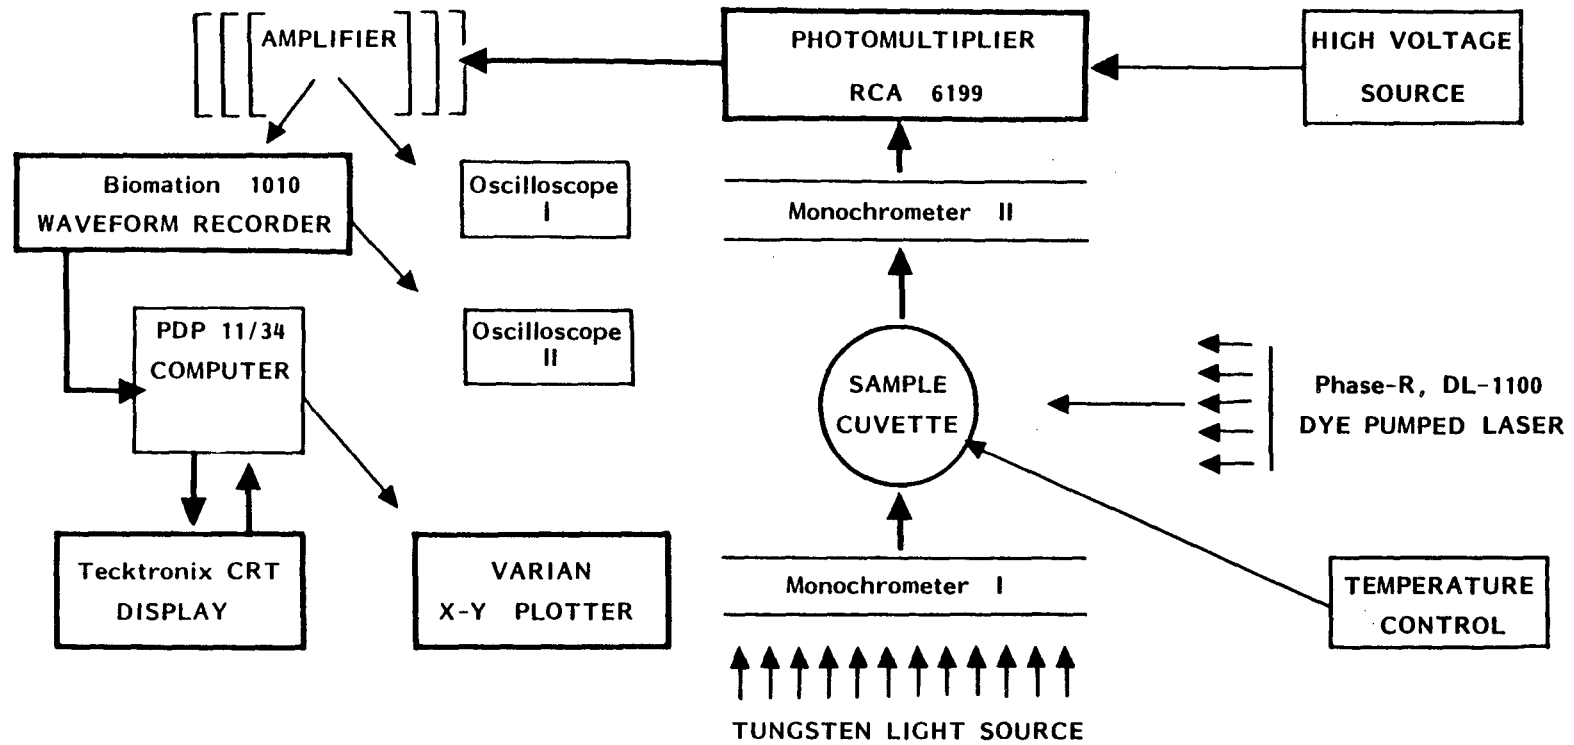 AMPLIFIER
PHOTOMULTIPLIER
RCA 6199
HIGH VOLTAGE
SOURCE
Biomation 1010
WAVEFORM RECORDER
Oscilloscope
I
Monochrometer II
PDP 11/34
COMPUTER
Oscilloscope
II
SAMPLE
CUVETTE
Phase-R, DL-1100
DYE PUMPED LASER
Tecktronix CRT
DISPLAY
VARIAN
X-Y PLOTTER
Monochrometer I
TEMPERATURE
CONTROL
TUNGSTEN LIGHT SOURCE